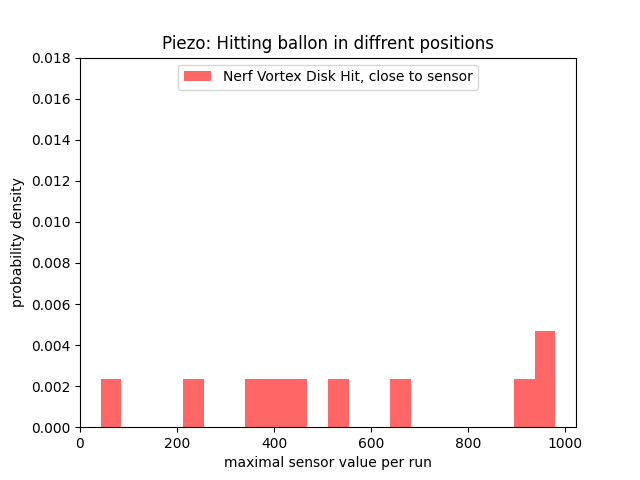 Piezo: Hitting ballon in diffrent positions
Nerf Vortex Disk Hit, close to sensor
probability density
0.018
0.016
0.014
0.012
0.010
0.008
0.006
0.004
0.002
0.000
0 200 400 600 800 1000
maximal sensor value per run